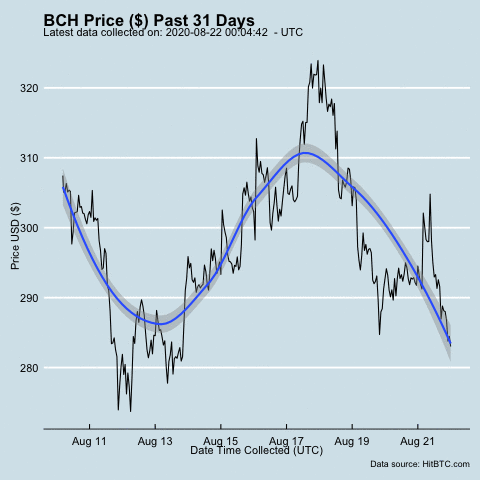 BCH Price ($) Past 31 Days
Latest data collected on: 2020-08-22 00:04:42 - UTC
320
310
300
290
280
Price USD ($)
Aug 11 Aug 13 Aug 15 Aug 17 Aug 19 Aug 21
Date Time Collected (UTC)
Data source: HitBTC.com